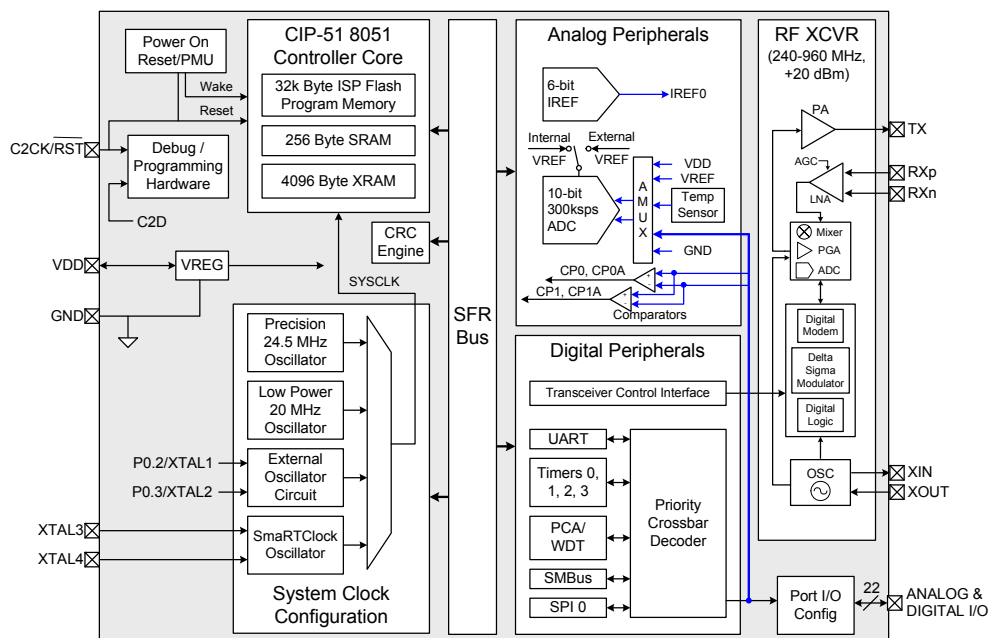 Power On
Reset/PMU
Wake
Reset
C2CK/RST
Debug /
Programming
Hardware
C2D
VDD
VREG
GND
CIP-51 8051
Controller Core
32k Byte ISP Flash
Program Memory
256 Byte SRAM
4096 Byte XRAM
CRC
Engine
SYSCLK
Precision
24.5 MHz
Oscillator
Low Power
20 MHz
Oscillator
P0.2/XTAL1
P0.3/XTAL2
External
Oscillator
Circuit
XTAL3
XTAL4
SmaRTClock
Oscillator
System Clock
Configuration
SFR
Bus
Analog Peripherals
6-bit
IREF
IREF0
Internal
VREF
External
VREF
10-bit
300ksps
ADC
A
M
U
X
VDD
VREF
Temp
Sensor
GND
CP0, CP0A
+
-
CP1, CP1A
+
-
Comparators
Digital Peripherals
Transceiver Control Interface
UART
Timers 0,
1, 2, 3
PCA/
WDT
SMBus
SPI 0
Priority
Crossbar
Decoder
RF XCVR
(240-960 MHz,
+20 dBm)
PA
TX
AGC
LNA
RXp
RXn
Mixer
PGA
ADC
Digital
Modem
Delta
Sigma
Modulator
Digital
Logic
OSC
XIN
XOUT
Port I/O
Config
22
ANALOG &
DIGITAL I/O